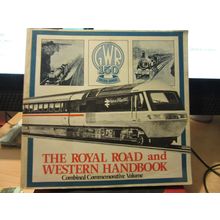 GWR
150
THE ROYAL ROAD and
WESTERN HANDBOOK
Combined Commemorative Volume